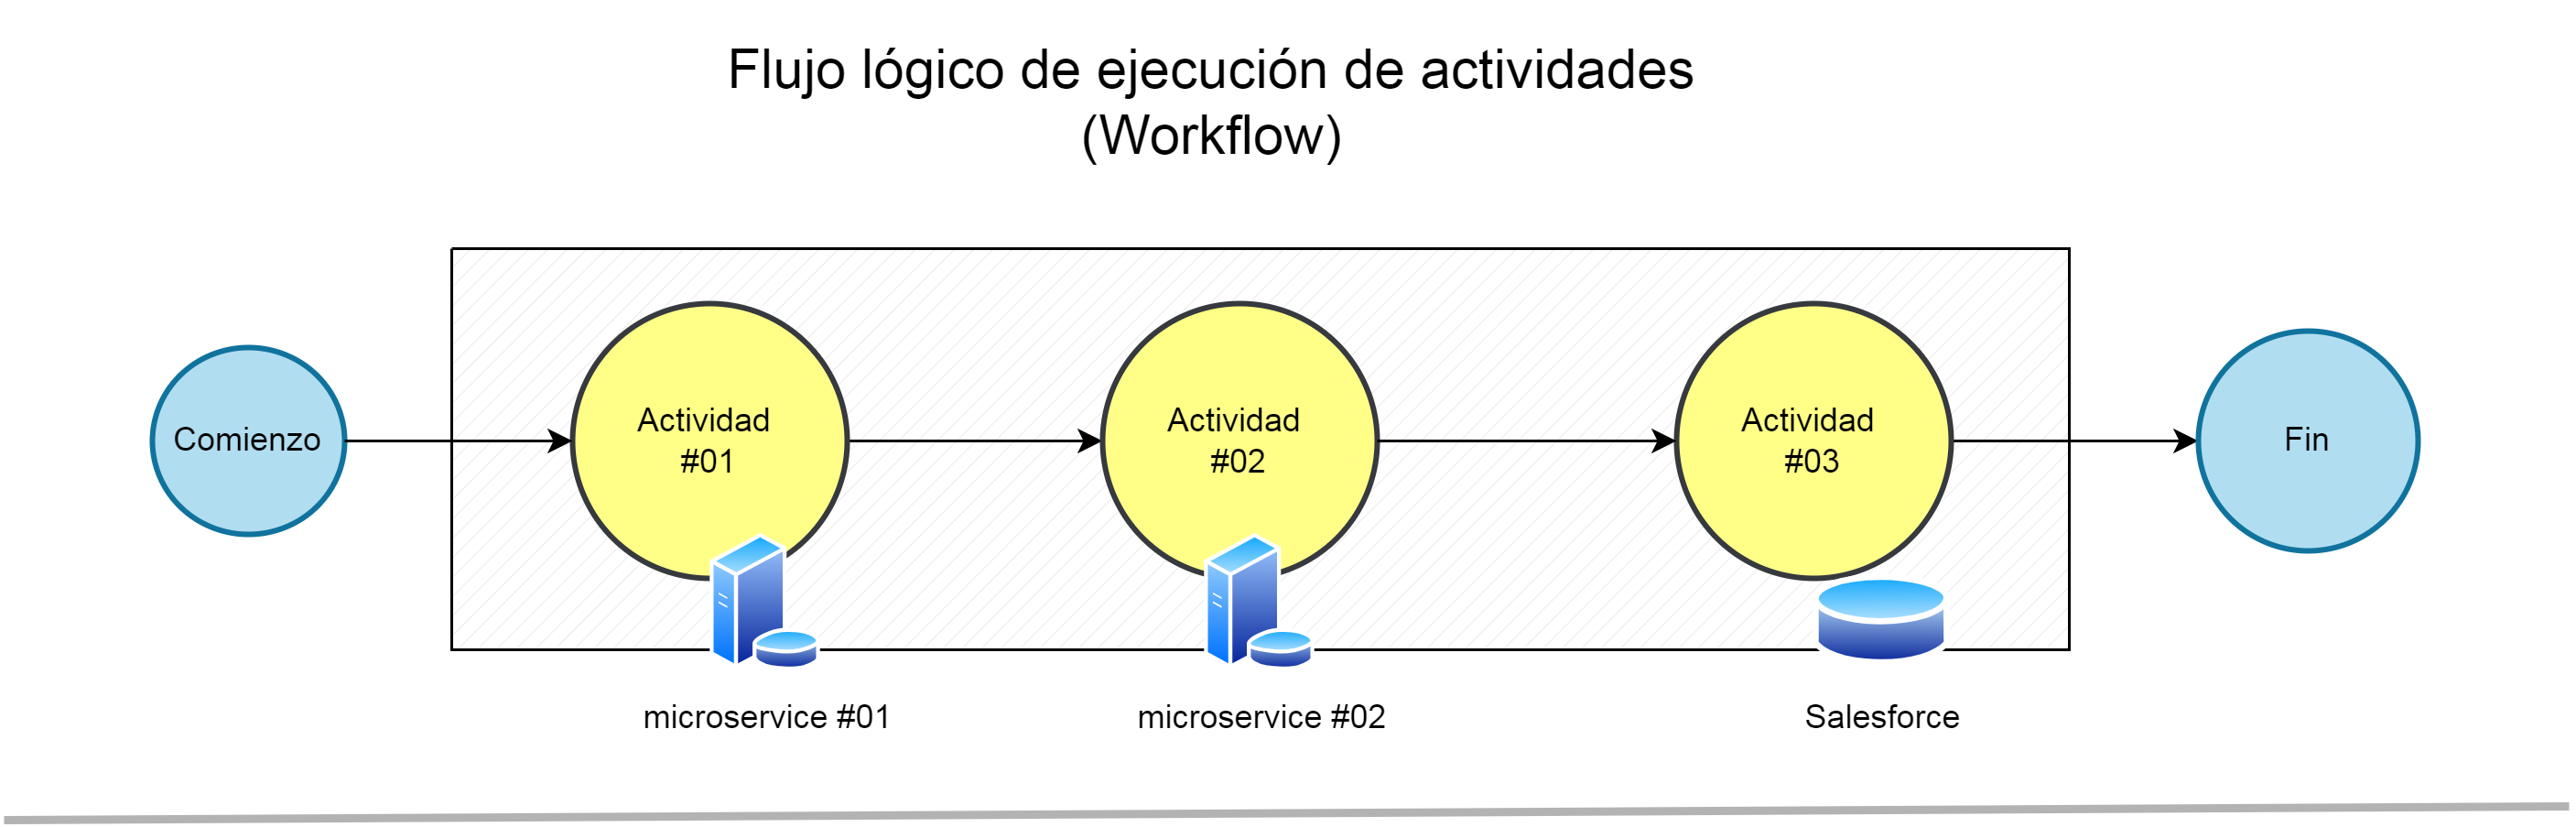 Flujo lógico de ejecución de actividades
(Workflow)
Comienzo
Actividad
#01
Actividad
#02
Actividad
#03
Fin
microservice #01
microservice #02
Salesforce